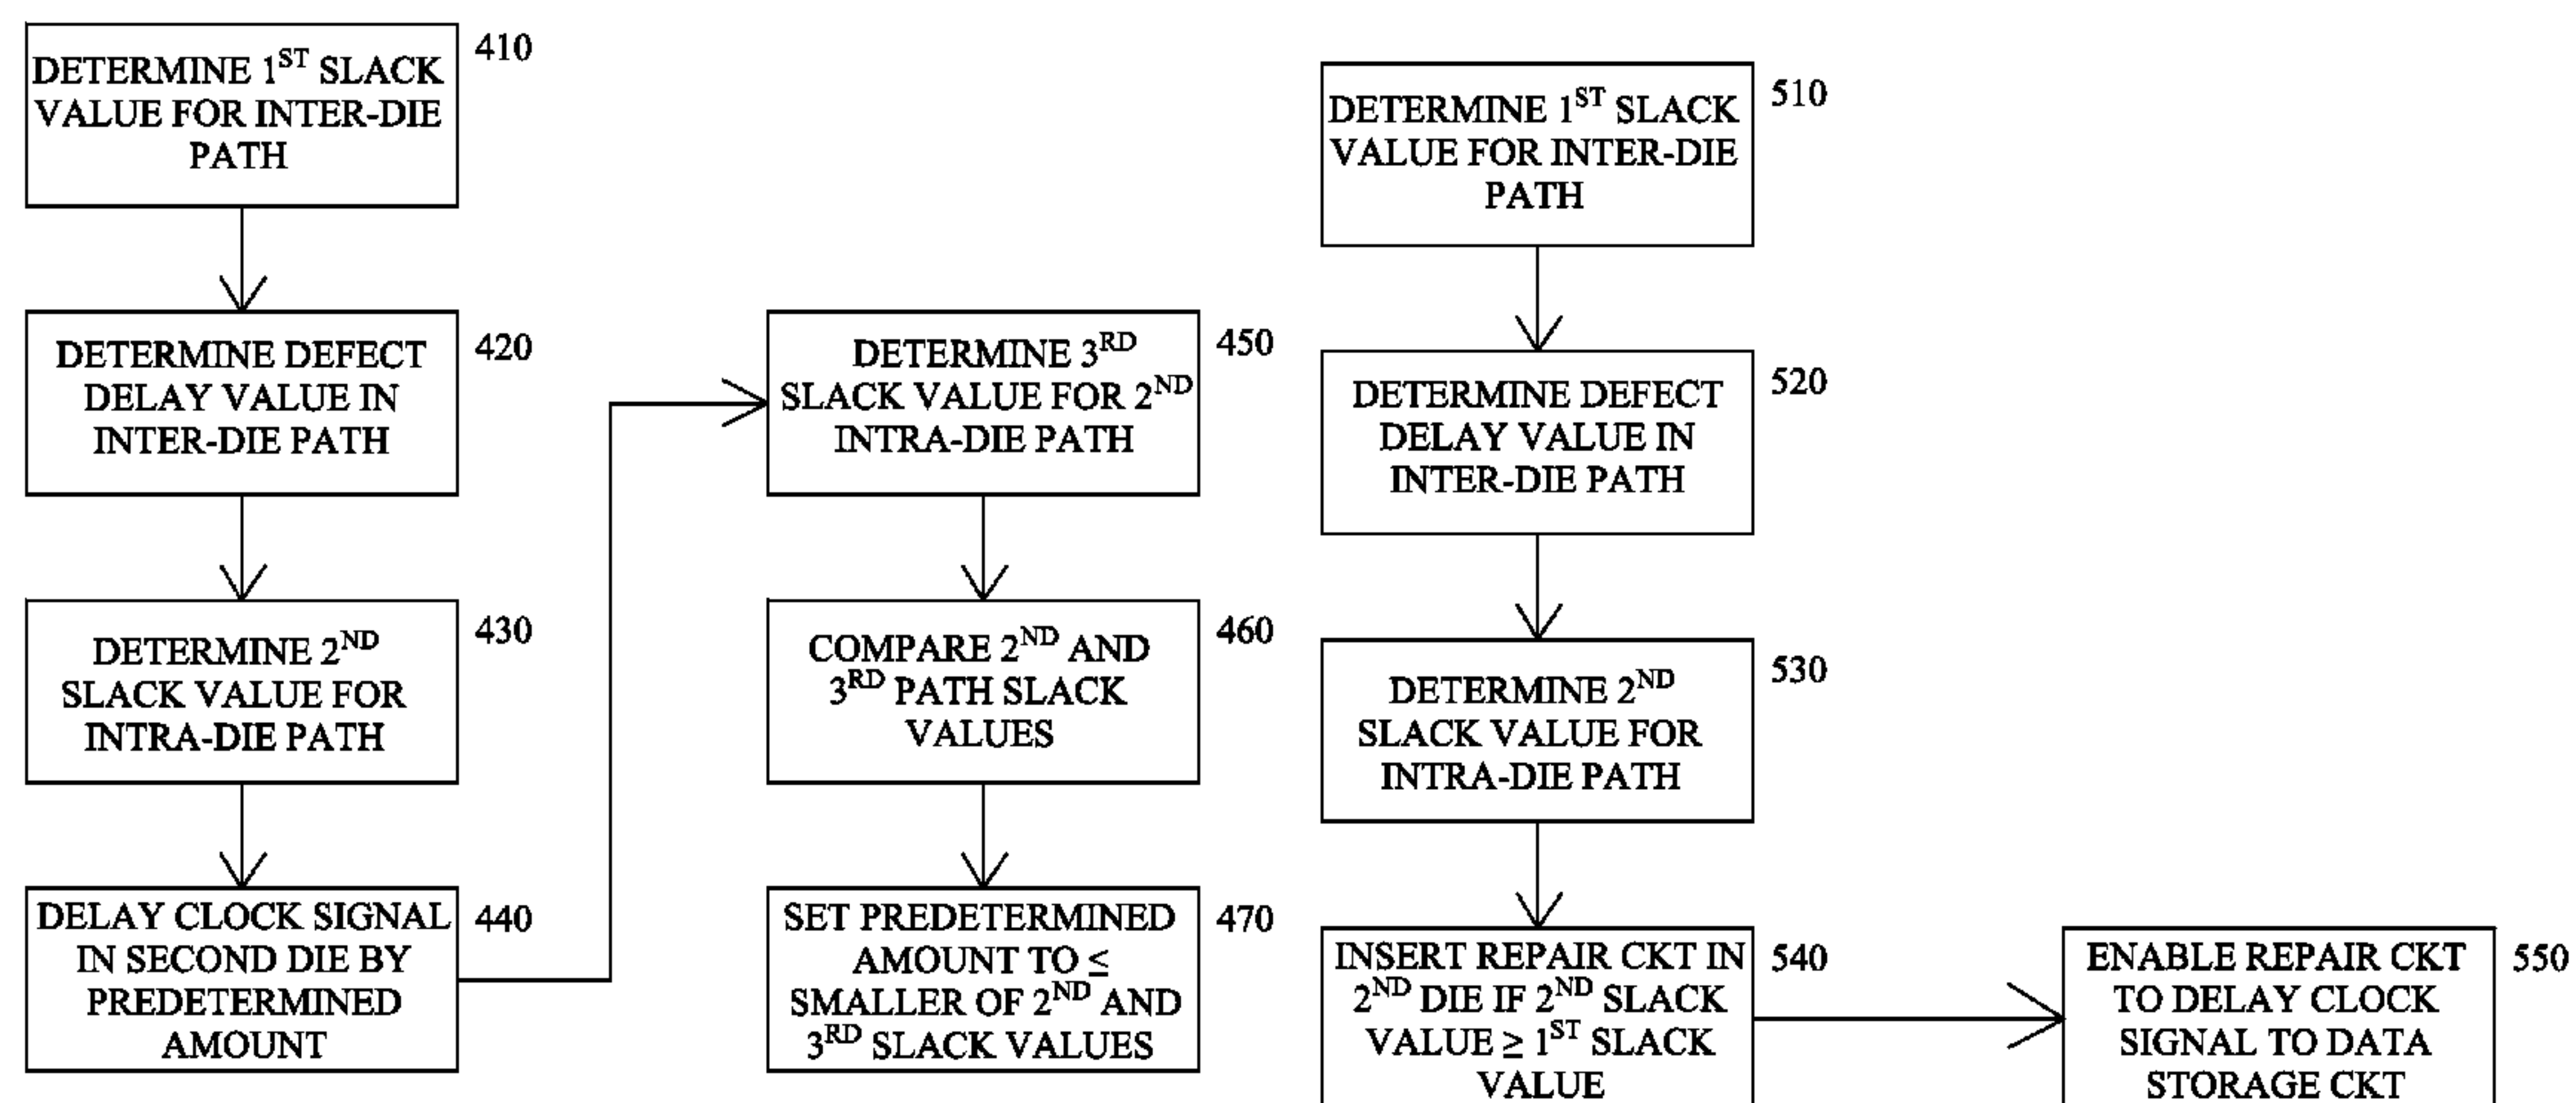 DETERMINE 1ST SLACK
VALUE FOR INTER-DIE
PATH
410
DETERMINE DEFECT
DELAY VALUE IN
INTER-DIE PATH
420
DETERMINE 2ND
SLACK VALUE FOR
INTRA-DIE PATH
430
DELAY CLOCK SIGNAL
IN SECOND DIE BY
PREDETERMINED
AMOUNT
440
DETERMINE 3RD
SLACK VALUE FOR 2ND
INTRA-DIE PATH
450
COMPARE 2ND AND
3RD PATH SLACK
VALUES
460
SET PREDETERMINED
AMOUNT TO ≤
SMALLER OF 2ND AND
3RD SLACK VALUES
470
DETERMINE 1ST SLACK
VALUE FOR INTER-DIE
PATH
510
DETERMINE DEFECT
DELAY VALUE IN
INTER-DIE PATH
520
DETERMINE 2ND
SLACK VALUE FOR
INTRA-DIE PATH
530
INSERT REPAIR CKT IN
2ND DIE IF 2ND SLACK
VALUE ≥ 1ST SLACK
VALUE
540
ENABLE REPAIR CKT
TO DELAY CLOCK
SIGNAL TO DATA
STORAGE CKT
550